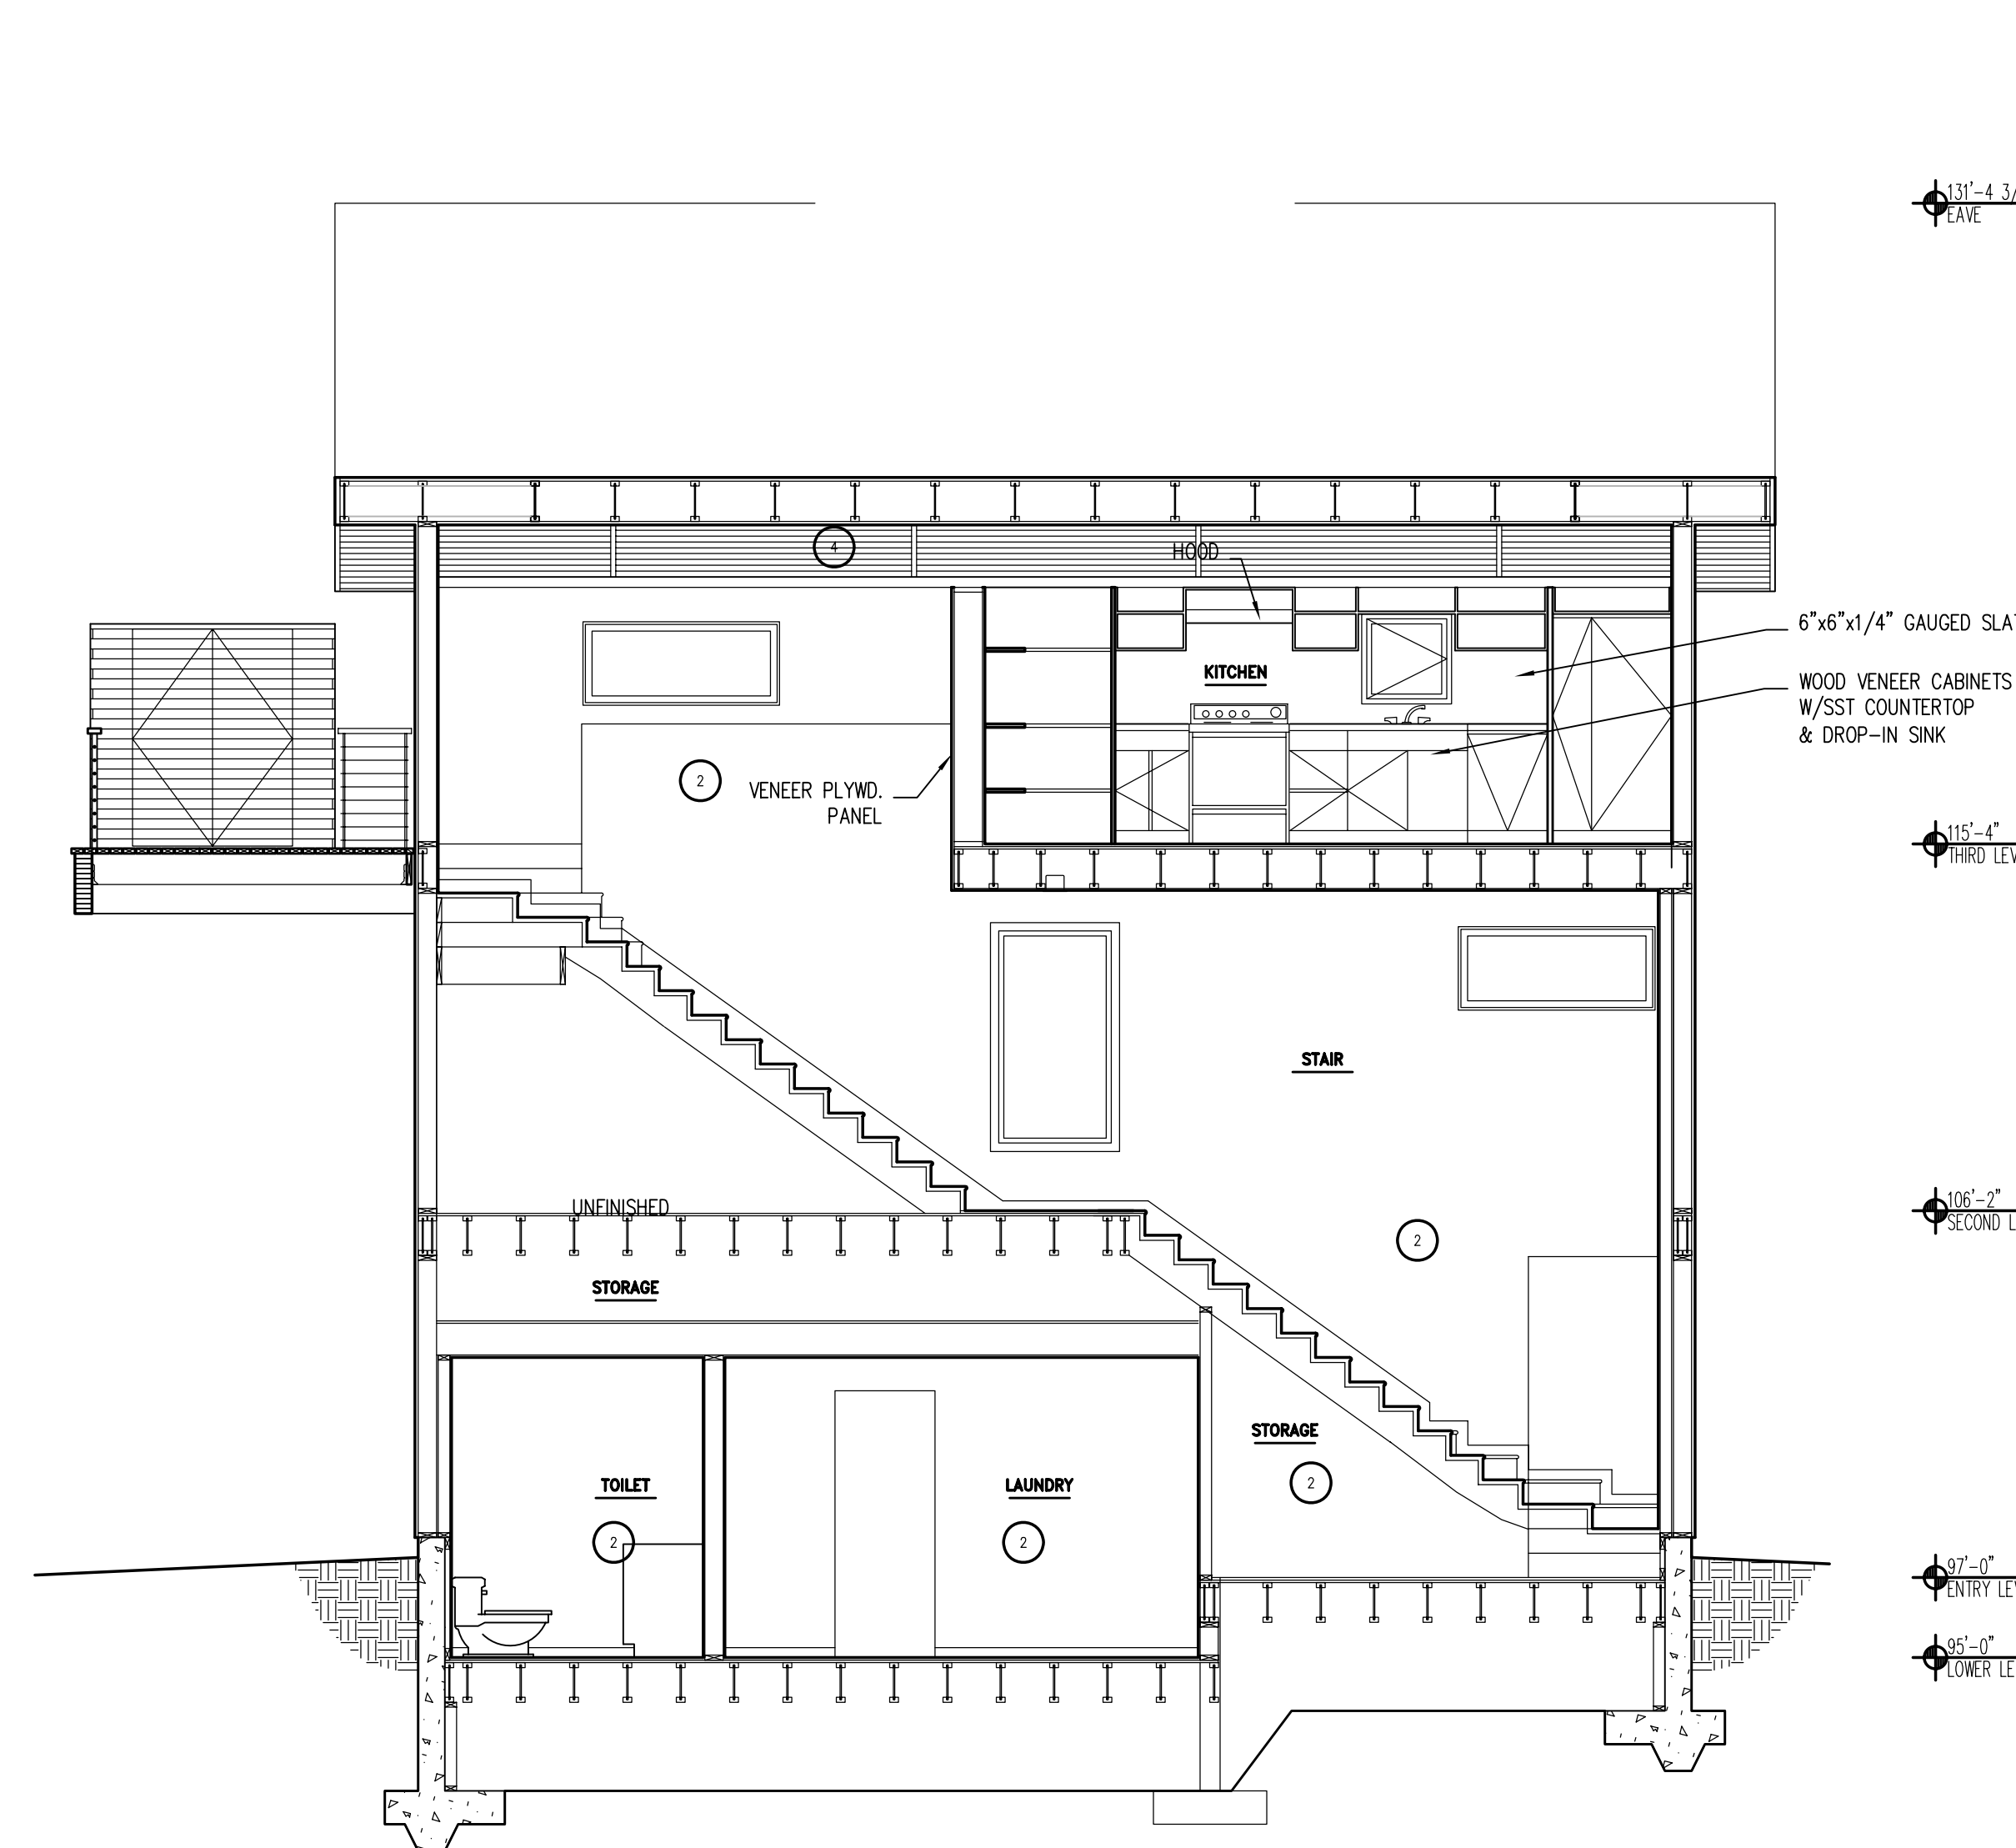 131'-4 3/
EAVE
4
HOOD
6"x6"x1/4" GAUGED SLAT
KITCHEN
WOOD VENEER CABINETS
W/SST COUNTERTOP
& DROP-IN SINK
2
VENEER PLYWD.
PANEL
115'-4"
THIRD LEV
STAIR
UNFINISHED
106'-2"
SECOND L
2
STORAGE
STORAGE
2
TOILET
LAUNDRY
2
2
97'-0"
ENTRY LEV
95'-0"
LOWER LE